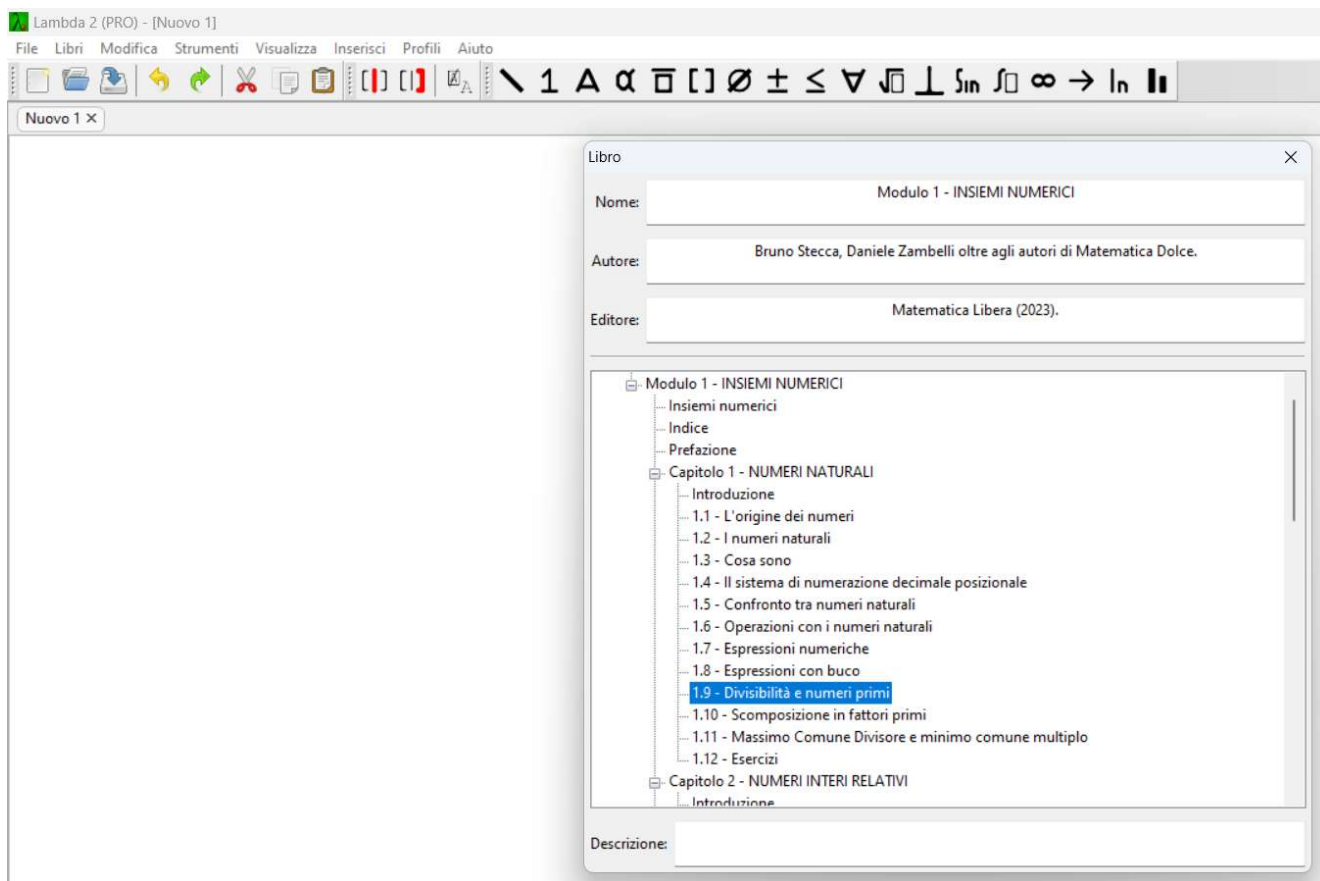 Lambda 2 (PRO) - [Nuovo 1]
File Libri Modifica Strumenti Visualizza Inserisci Profili Aiuto
Nuovo 1
Libro
Nome: Modulo 1 - INSIEMI NUMERICI
Autore: Bruno Stecca, Daniele Zambelli oltre agli autori di Matematica Dolce.
Editore: Matematica Libera (2023).
Modulo 1 - INSIEMI NUMERICI
Insiemi numerici
Indice
Prefazione
Capitolo 1 - NUMERI NATURALI
Introduzione
1.1 - L'origine dei numeri
1.2 - I numeri naturali
1.3 - Cosa sono
1.4 - Il sistema di numerazione decimale posizionale
1.5 - Confronto tra numeri naturali
1.6 - Operazioni con i numeri naturali
1.7 - Espressioni numeriche
1.8 - Espressioni con buco
1.9 - Divisibilità e numeri primi
1.10 - Scomposizione in fattori primi
1.11 - Massimo Comune Divisore e minimo comune multiplo
1.12 - Esercizi
Capitolo 2 - NUMERI INTERI RELATIVI
Introduzione
Descrizione: